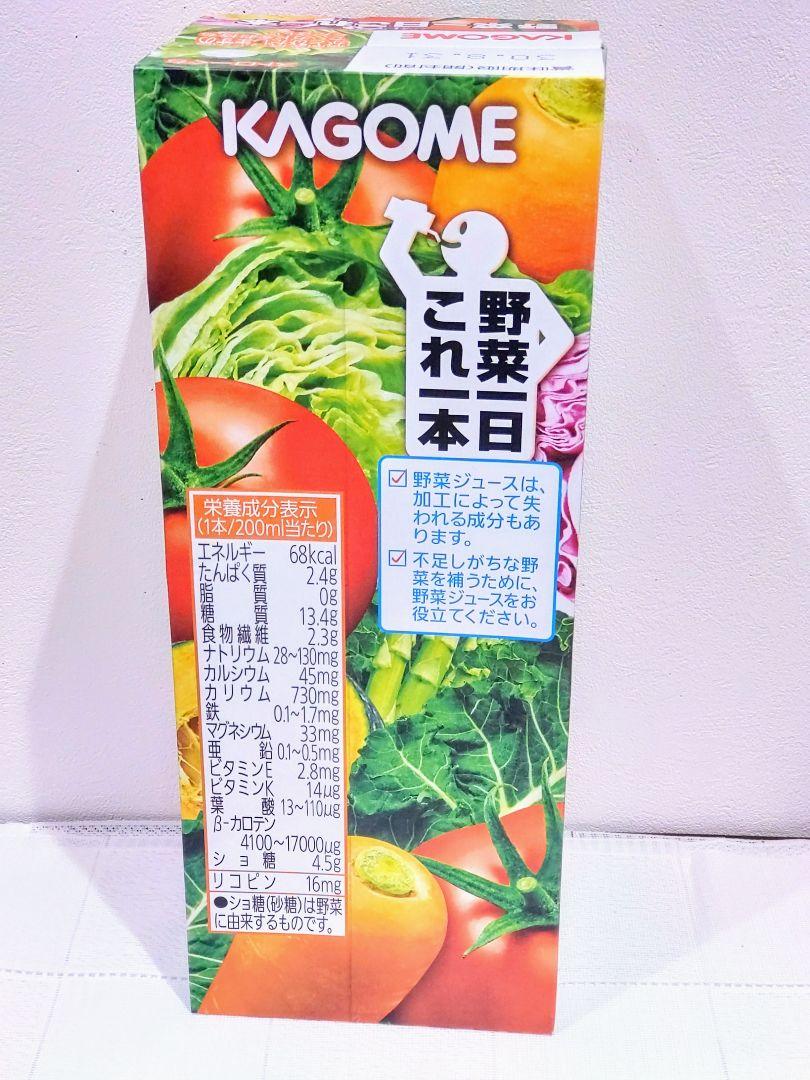 KAGOME
30.8.31
KAGOME
野菜一日
これ一本
野菜ジュースは、
加工によって失
われる成分もあ
ります。
不足しがちな野
菜を補うために、
野菜ジュースをお
役立てください。
栄養成分表示
(1本/200ml当たり)
エネルギー 68kcal
たんぱく質 2.4g
脂質 0g
糖質 13.4g
食物繊維 2.3g
ナトリウム 28~130mg
カルシウム 45mg
カリウム 730mg
鉄 0.1~1.7mg
マグネシウム 33mg
亜鉛 0.1~0.5mg
ビタミンE 2.8mg
ビタミンK 14μg
葉酸 13~110μg
β-カロテン
4100~17000μg
ショ糖 4.5g
リコピン 16mg
●ショ糖(砂糖)は野菜
に由来するものです。